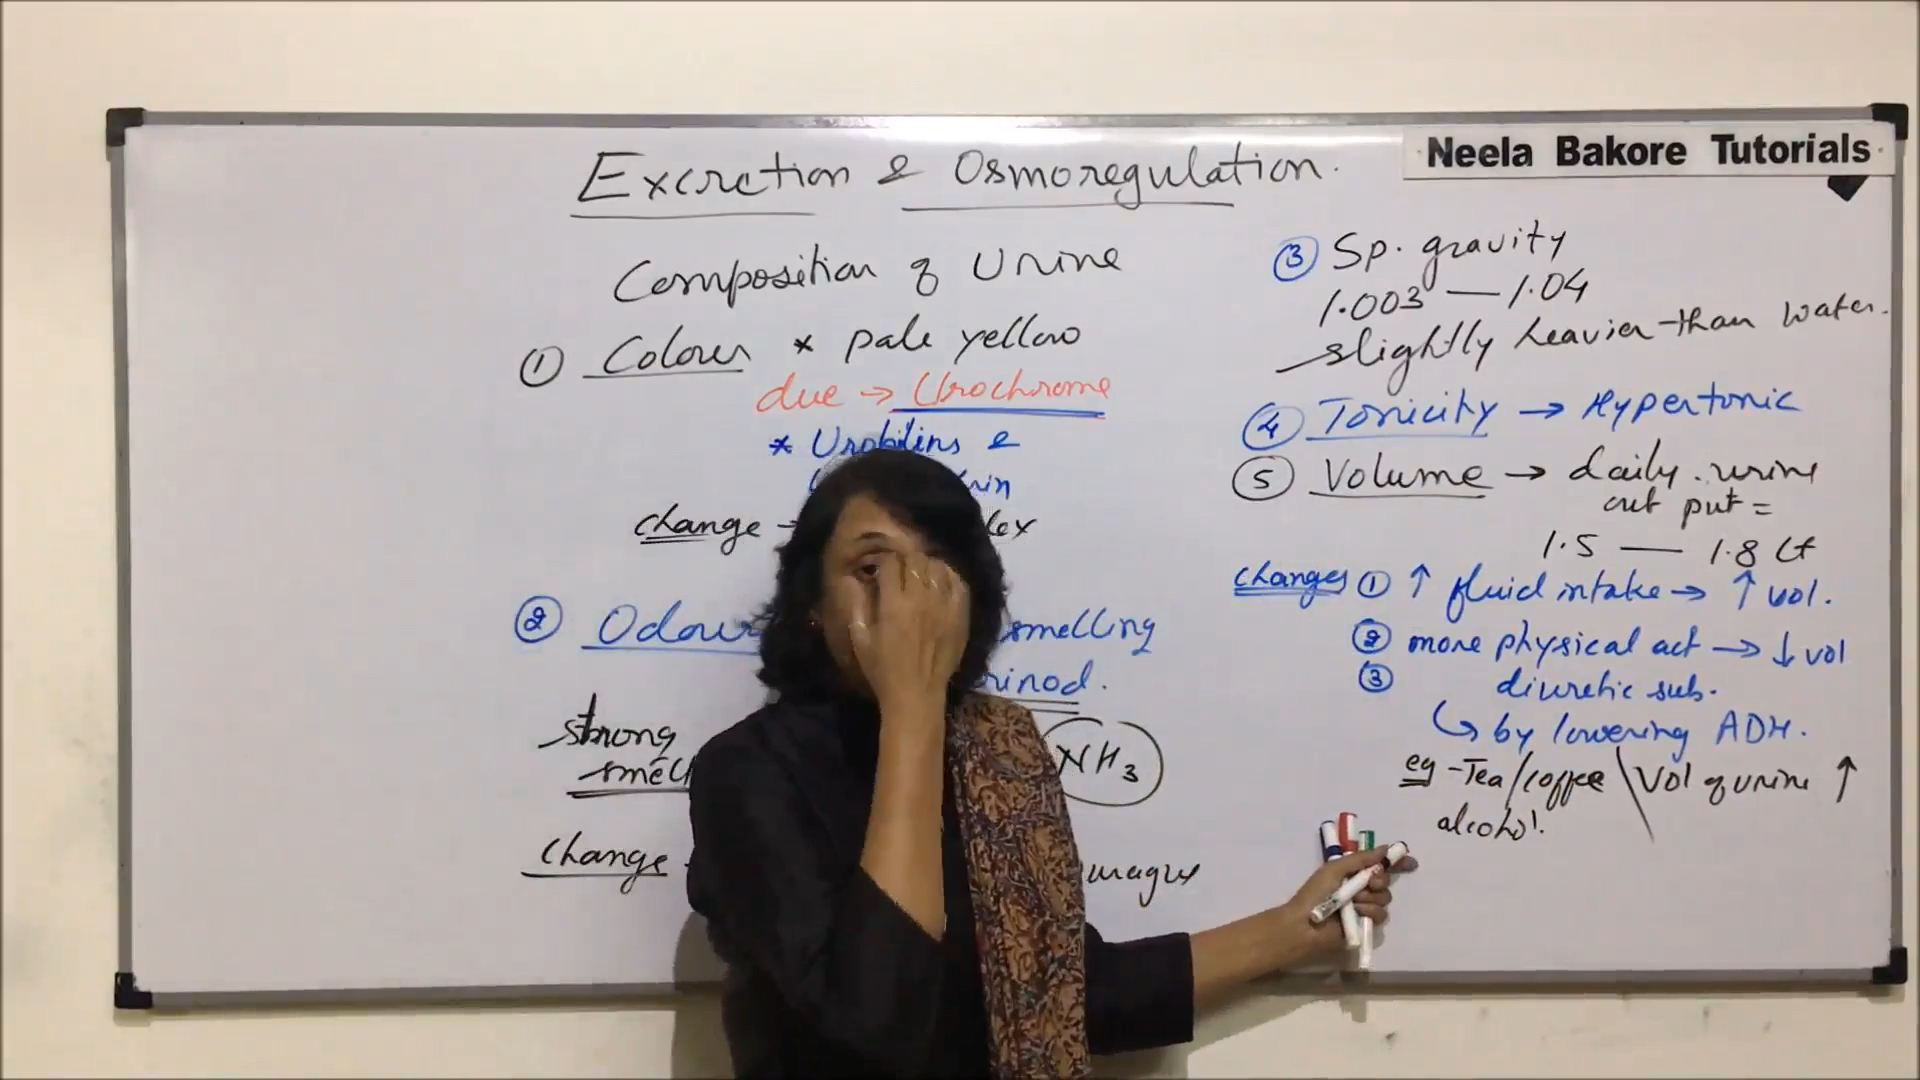 Neela Bakore Tutorials
Excretion & Osmoregulation.
Composition of Urine
① Colour * pale yellow
due → Urochrome
* Urobilins &
change
② Odour smelling
strong
smell NH3
change
③ Sp. gravity
1.003 — 1.04
slightly heavier than water.
④ Tonicity → Hypertonic
⑤ Volume → daily urine
out put =
1.5 — 1.8 Lt
changes ① ↑ fluid intake → ↑ vol.
② more physical act → ↓ vol
③ diuretic sub.
↳ by lowering ADH.
eg - Tea/coffee \ Vol of urine ↑
alcohol.